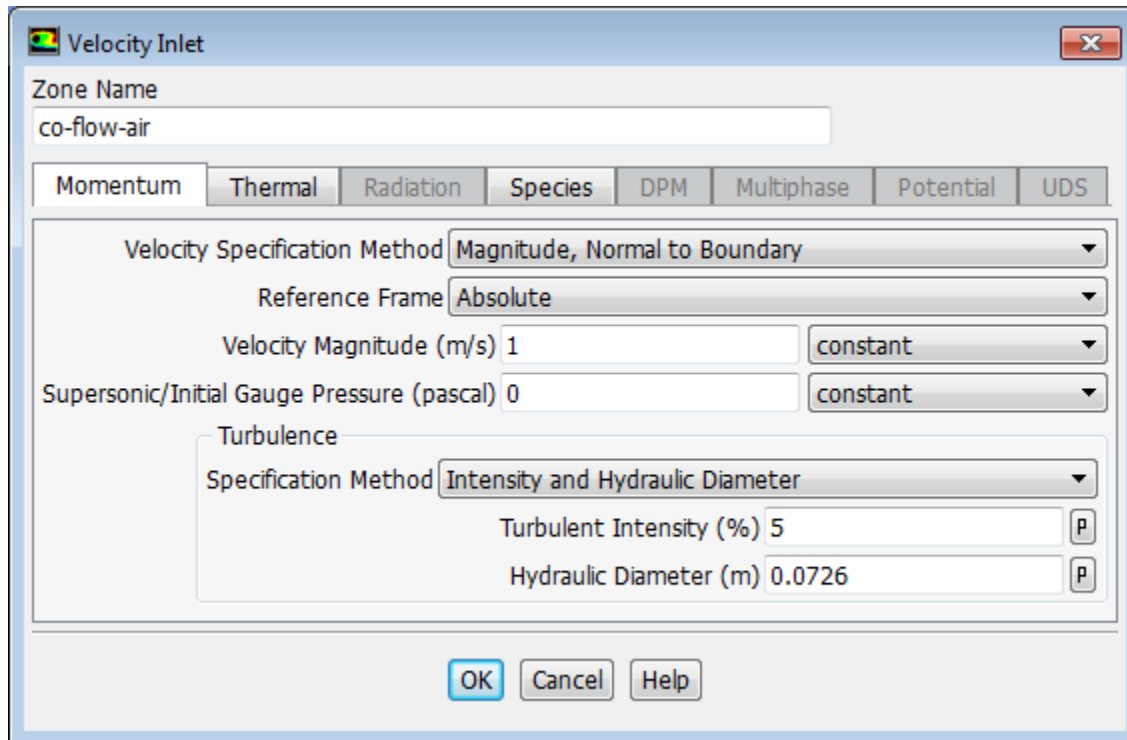 Velocity Inlet
Zone Name
co-flow-air
Momentum Thermal Radiation Species DPM Multiphase Potential UDS
Velocity Specification Method Magnitude, Normal to Boundary
Reference Frame Absolute
Velocity Magnitude (m/s) 1 constant
Supersonic/Initial Gauge Pressure (pascal) 0 constant
Turbulence
Specification Method Intensity and Hydraulic Diameter
Turbulent Intensity (%) 5 P
Hydraulic Diameter (m) 0.0726 P
OK Cancel Help